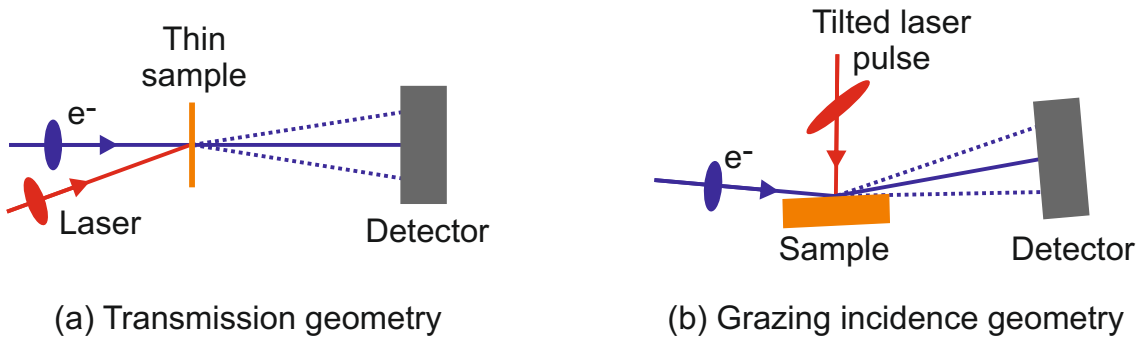 Thin
sample
e-
Laser
Detector
(a) Transmission geometry
Tilted laser
pulse
e-
Sample
Detector
(b) Grazing incidence geometry